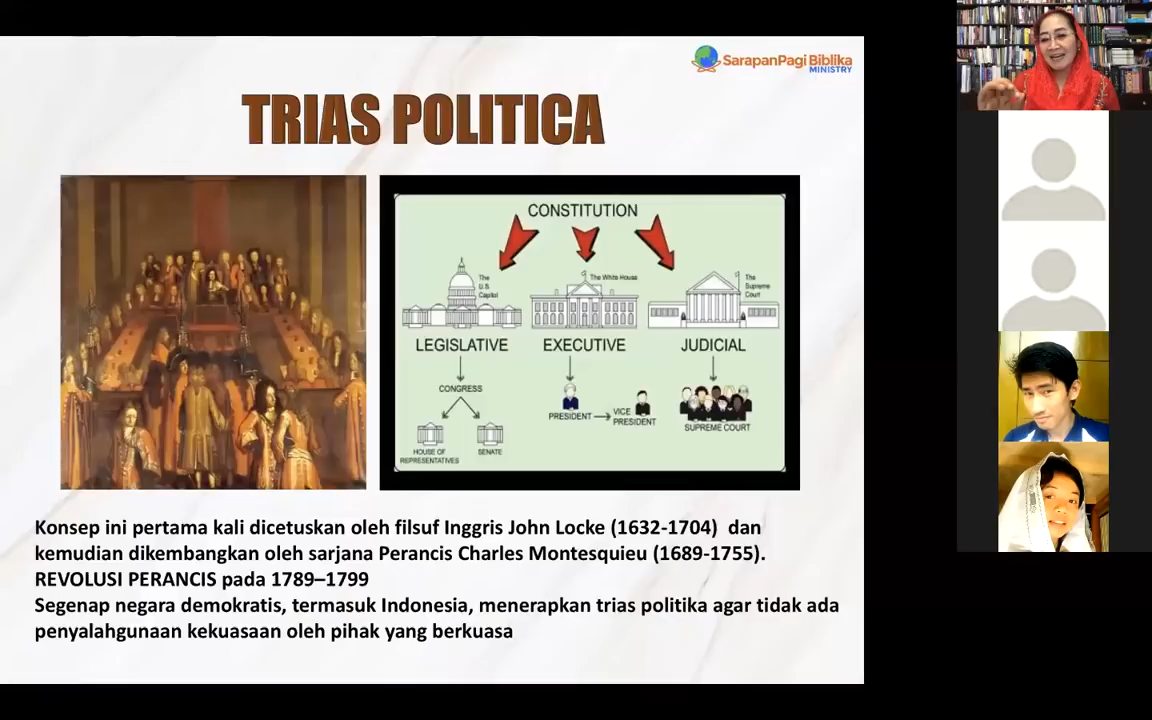 SarapanPagi Biblika
MINISTRY
TRIAS POLITICA
CONSTITUTION
The
U.S.
Capitol
The White House
The
Supreme
Court
LEGISLATIVE
EXECUTIVE
JUDICIAL
CONGRESS
PRESIDENT
VICE
PRESIDENT
SUPREME COURT
HOUSE OF
REPRESENTATIVES
SENATE
Konsep ini pertama kali dicetuskan oleh filsuf Inggris John Locke (1632-1704) dan
kemudian dikembangkan oleh sarjana Perancis Charles Montesquieu (1689-1755).
REVOLUSI PERANCIS pada 1789–1799
Segenap negara demokratis, termasuk Indonesia, menerapkan trias politika agar tidak ada
penyalahgunaan kekuasaan oleh pihak yang berkuasa